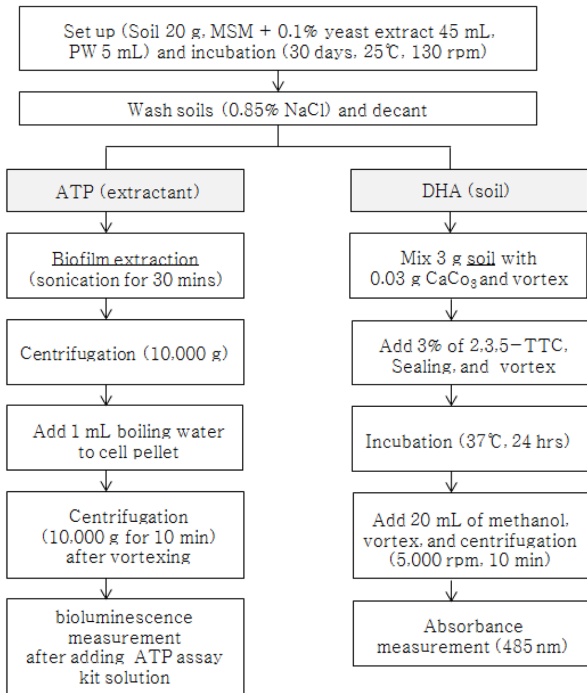 Set up (Soil 20 g, MSM + 0.1% yeast extract 45 mL,
PW 5 mL) and incubation (30 days, 25℃, 130 rpm)
Wash soils (0.85% NaCl) and decant
ATP (extractant)
Biofilm extraction
(sonication for 30 mins)
Centrifugation (10,000 g)
Add 1 mL boiling water
to cell pellet
Centrifugation
(10,000 g for 10 min)
after vortexing
bioluminescence
measurement
after adding ATP assay
kit solution
DHA (soil)
Mix 3 g soil with
0.03 g CaCo₃ and vortex
Add 3% of 2,3,5-TTC,
Sealing, and vortex
Incubation (37℃, 24 hrs)
Add 20 mL of methanol,
vortex, and centrifugation
(5,000 rpm, 10 min)
Absorbance
measurement (485 nm)